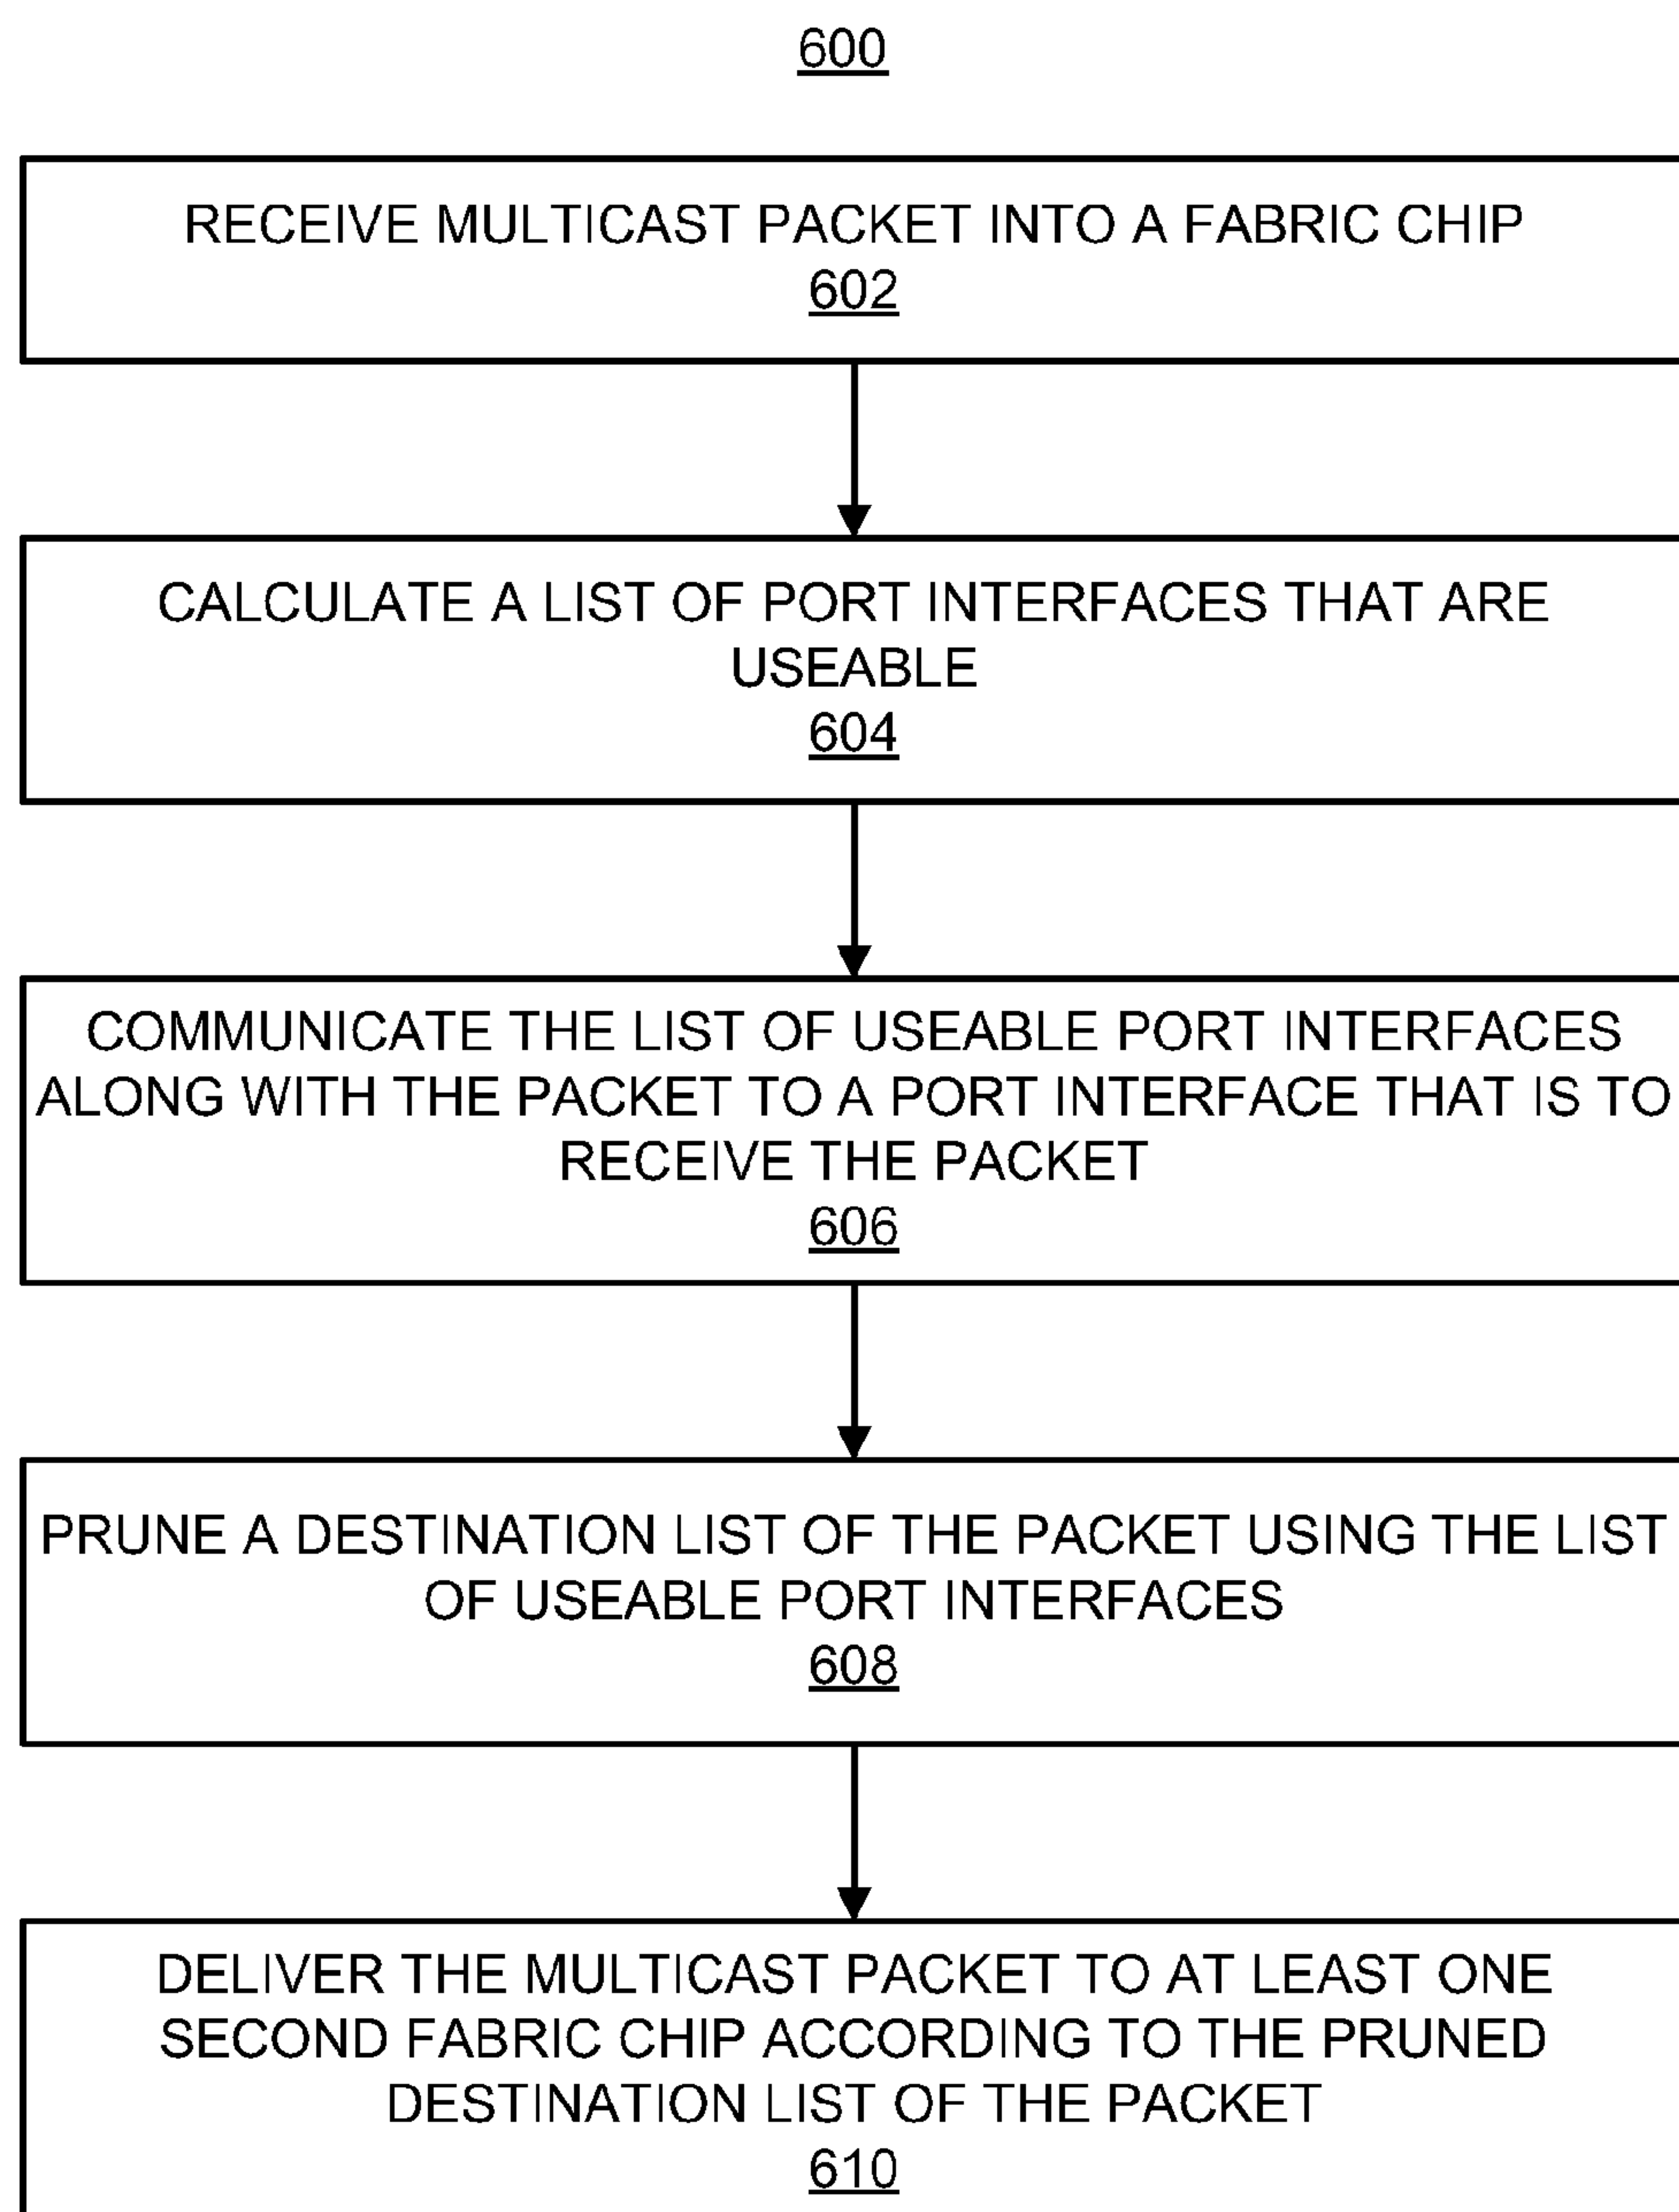 600
RECEIVE MULTICAST PACKET INTO A FABRIC CHIP
602
CALCULATE A LIST OF PORT INTERFACES THAT ARE
USEABLE
604
COMMUNICATE THE LIST OF USEABLE PORT INTERFACES
ALONG WITH THE PACKET TO A PORT INTERFACE THAT IS TO
RECEIVE THE PACKET
606
PRUNE A DESTINATION LIST OF THE PACKET USING THE LIST
OF USEABLE PORT INTERFACES
608
DELIVER THE MULTICAST PACKET TO AT LEAST ONE
SECOND FABRIC CHIP ACCORDING TO THE PRUNED
DESTINATION LIST OF THE PACKET
610